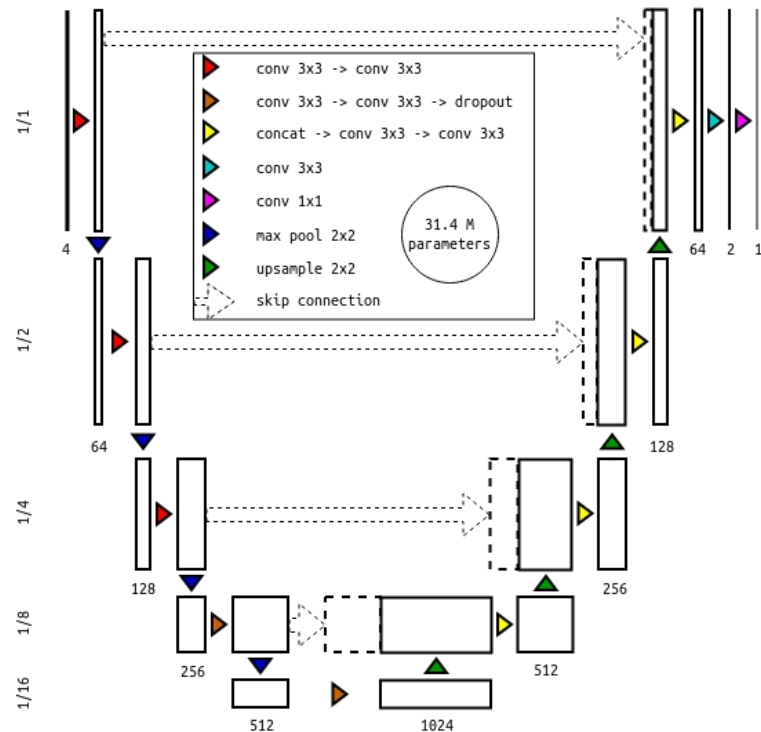 conv 3x3 -> conv 3x3
conv 3x3 -> conv 3x3 -> dropout
concat -> conv 3x3 -> conv 3x3
conv 3x3
conv 1x1
max pool 2x2
upsample 2x2
skip connection
31.4 M
parameters
1/1
4
64
2
1
1/2
64
128
1/4
128
256
1/8
256
512
1/16
512
1024